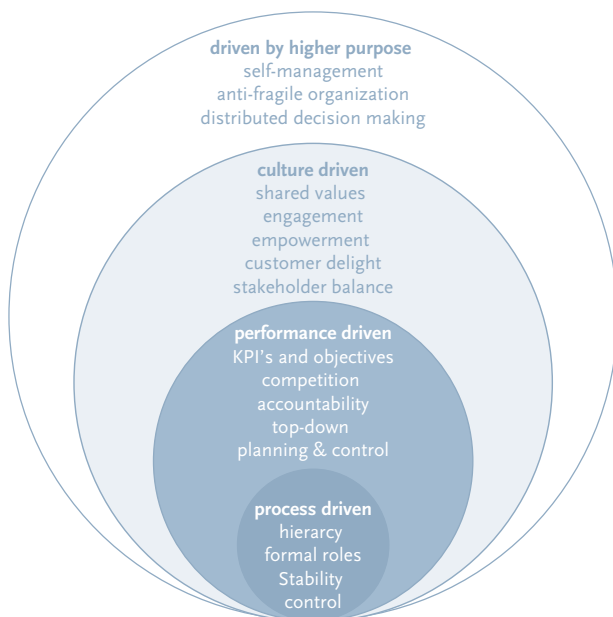 driven by higher purpose
self-management
anti-fragile organization
distributed decision making
culture driven
shared values
engagement
empowerment
customer delight
stakeholder balance
performance driven
KPI's and objectives
competition
accountability
top-down
planning & control
process driven
hierarcy
formal roles
Stability
control